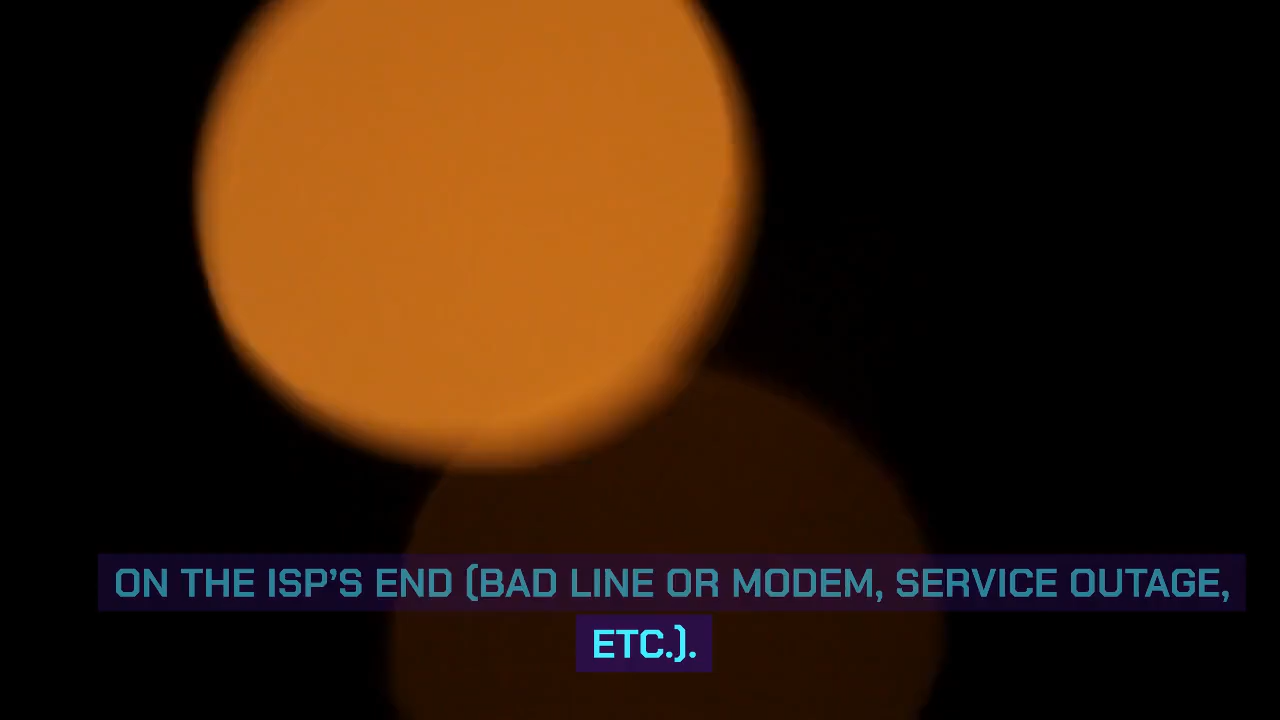 ON THE ISP’S END (BAD LINE OR MODEM, SERVICE OUTAGE,
ETC.).